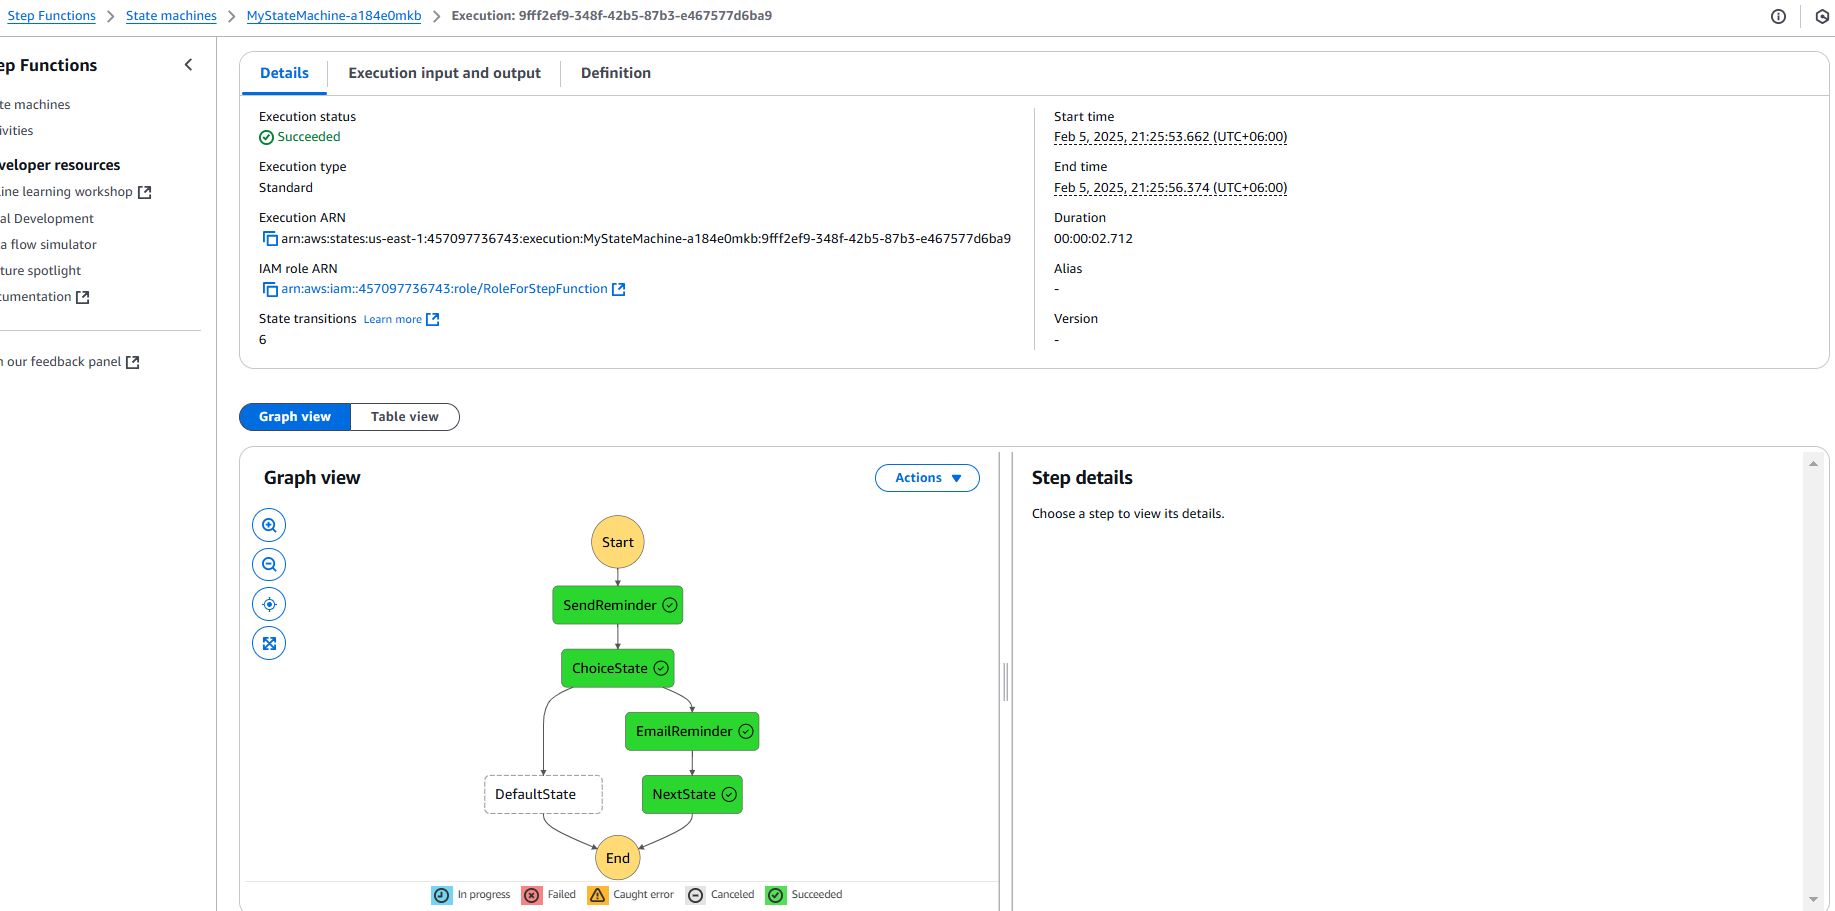 Step Functions > State machines > MyStateMachine-a184e0mkb > Execution: 9fff2ef9-348f-42b5-87b3-e467577d6ba9
ep Functions
te machines
ivities
veloper resources
ine learning workshop
al Development
a flow simulator
ture spotlight
umentation
n our feedback panel
Details
Execution input and output
Definition
Execution status
Succeeded
Execution type
Standard
Execution ARN
arn:aws:states:us-east-1:457097736743:execution:MyStateMachine-a184e0mkb:9fff2ef9-348f-42b5-87b3-e467577d6ba9
IAM role ARN
arn:aws:iam::457097736743:role/RoleForStepFunction
State transitions Learn more
6
Start time
Feb 5, 2025, 21:25:53.662 (UTC+06:00)
End time
Feb 5, 2025, 21:25:56.374 (UTC+06:00)
Duration
00:00:02.712
Alias
-
Version
-
Graph view
Table view
Graph view
Actions
Start
SendReminder
ChoiceState
EmailReminder
DefaultState
NextState
End
In progress
Failed
Caught error
Canceled
Succeeded
Step details
Choose a step to view its details.